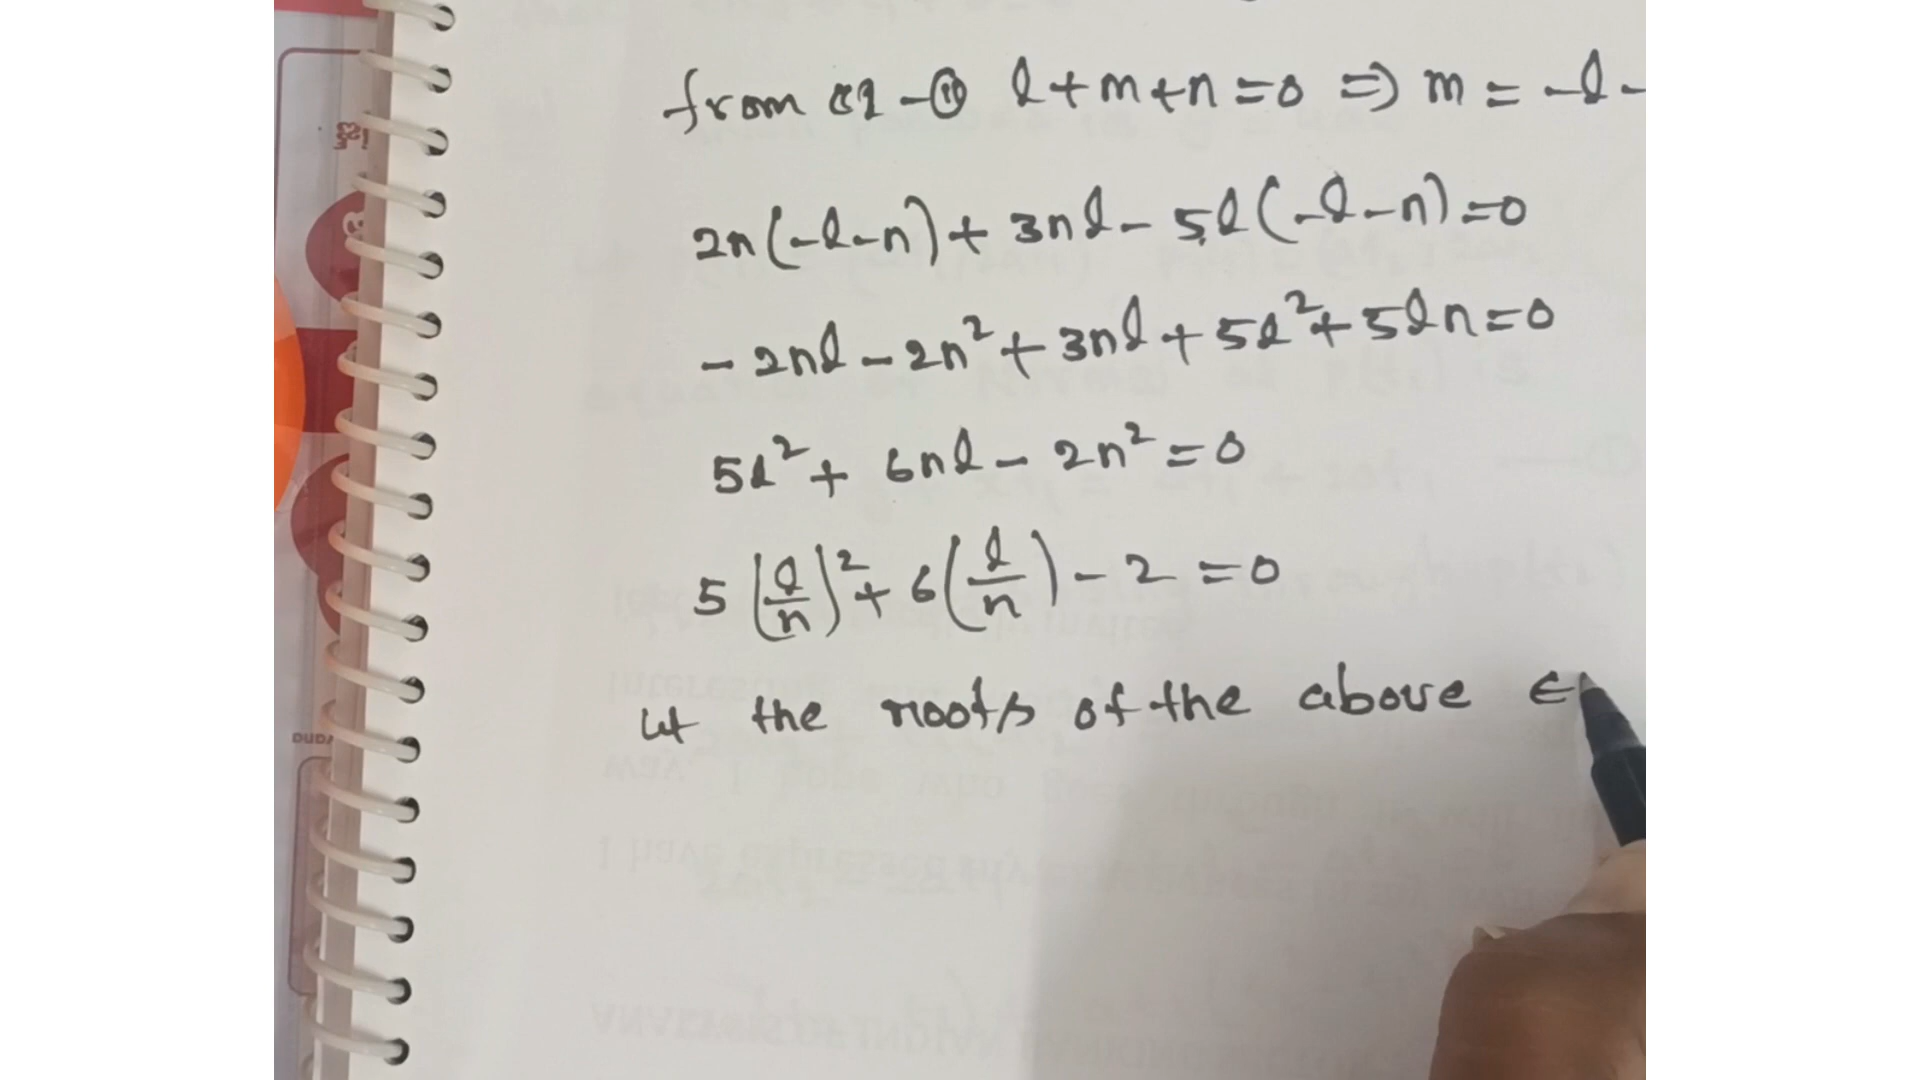 from eq - ⑪ l + m + n = 0 ⇒ m = -l -
2n(-l-n) + 3nl - 5l(-l-n) = 0
- 2nl - 2n² + 3nl + 5l² + 5ln = 0
5l² + 6nl - 2n² = 0
5(l/n)² + 6(l/n) - 2 = 0
let the roots of the above